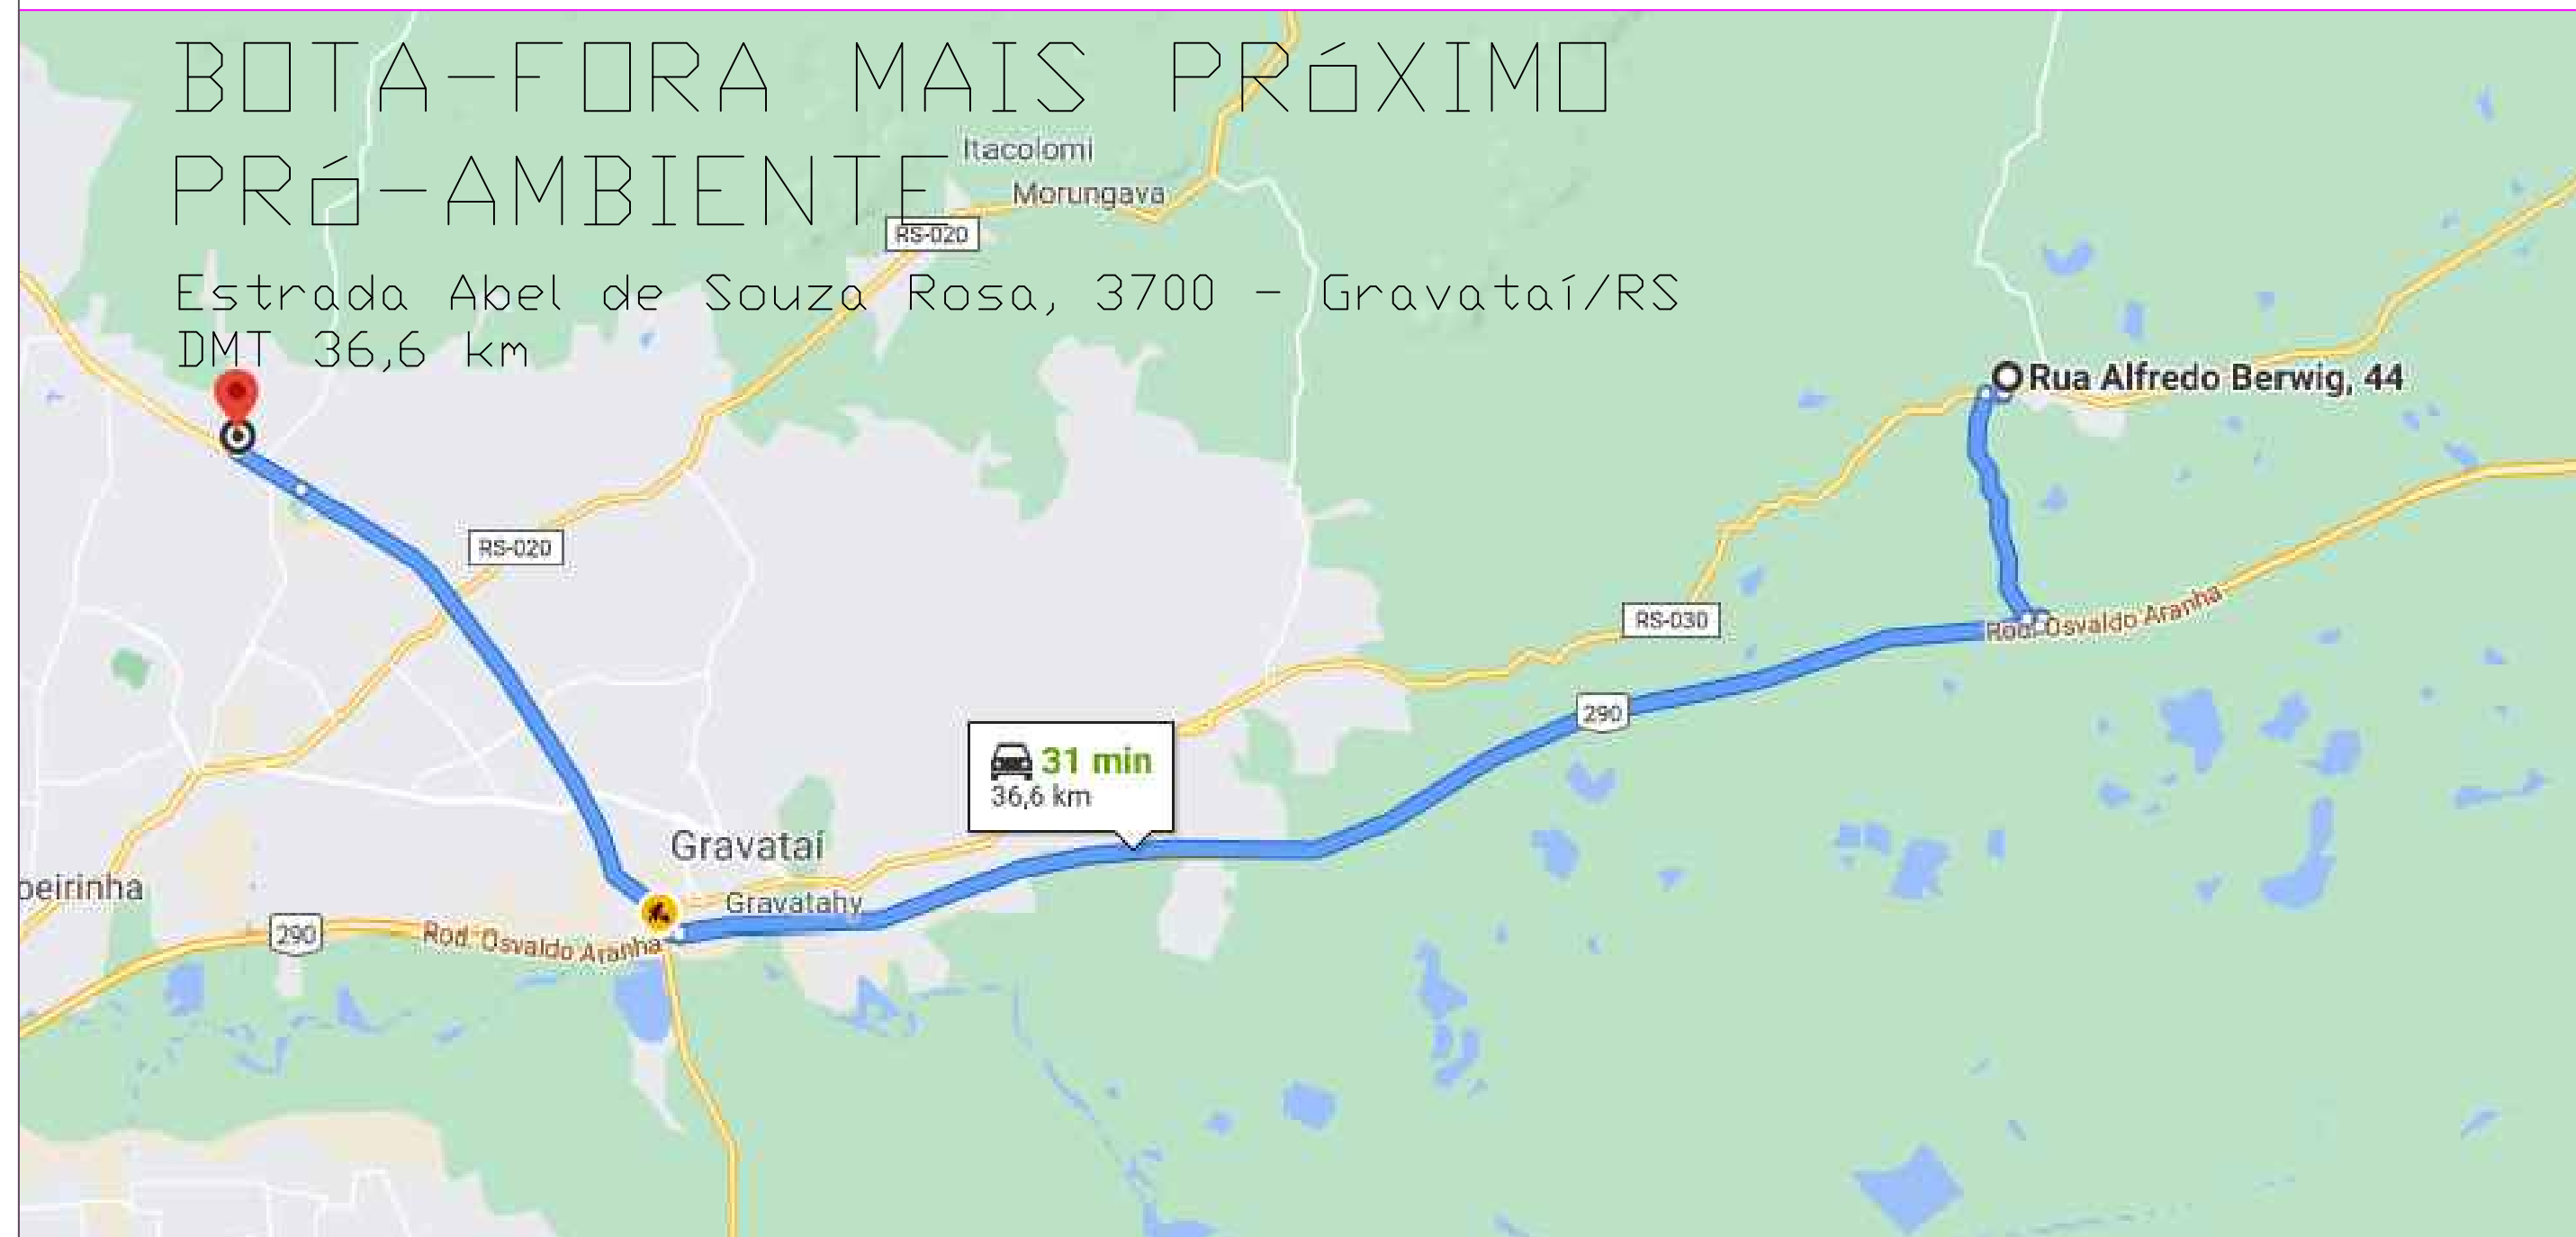 BOTA-FORA MAIS PRóXIMO
Itacolomi
PRó-AMBIENTE
Morungava
RS-020
Estrada Abel de Souza Rosa, 3700 - Gravataí/RS
DMT 36,6 km
Rua Alfredo Berwig, 44
RS-020
RS-030
Rod. Osvaldo Aranha
290
31 min
36,6 km
Gravataí
oeirinha
Gravatahy
290
Rod. Osvaldo Aranha